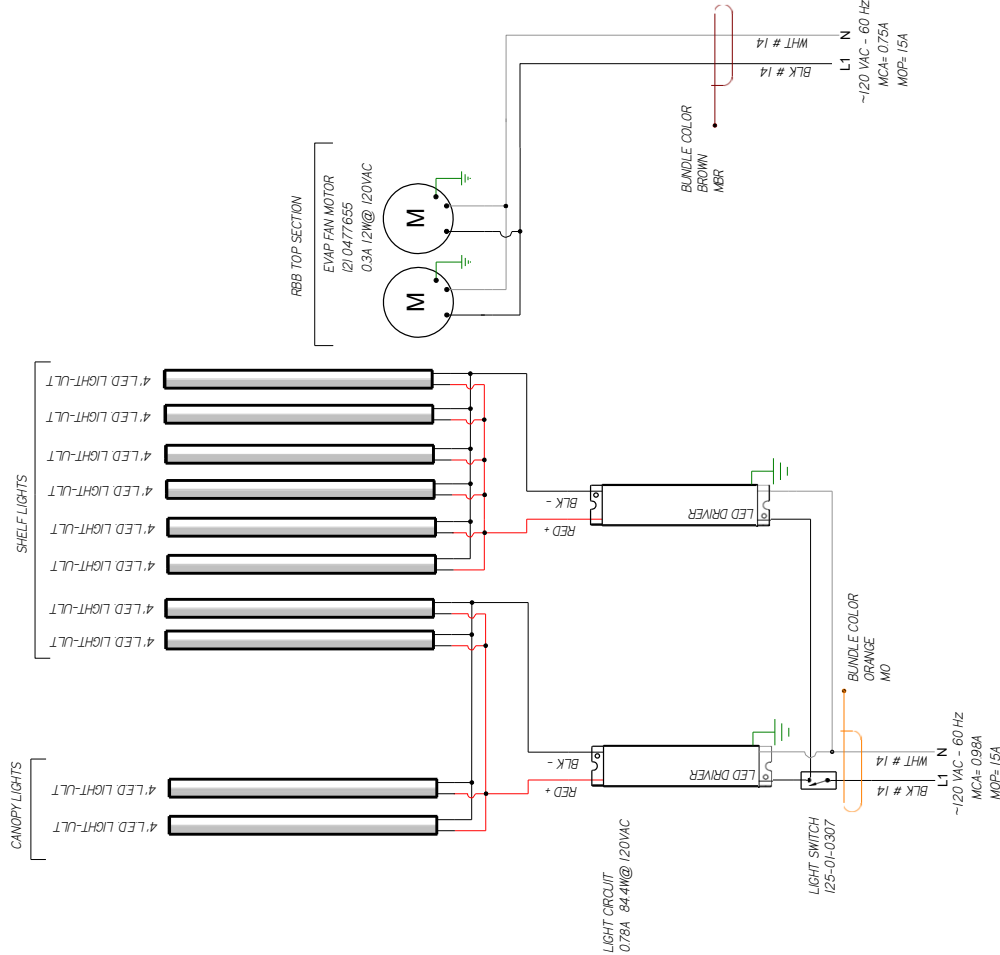 CANOPY LIGHTS
4' LED LIGHT-ULT
4' LED LIGHT-ULT
SHELF LIGHTS
4' LED LIGHT-ULT
4' LED LIGHT-ULT
4' LED LIGHT-ULT
4' LED LIGHT-ULT
4' LED LIGHT-ULT
4' LED LIGHT-ULT
4' LED LIGHT-ULT
4' LED LIGHT-ULT
RBB TOP SECTION
EVAP FAN MOTOR
121 0477655
0.3A 12W@ 120VAC
M
M
BUNDLE COLOR
BROWN
MBR
WHT # 14
BLK # 14
L1
N
~120 VAC - 60 Hz
MCA= 0.75A
MOP= 15A
LIGHT CIRCUIT
0.78A 84.4W@ 120VAC
RED +
BLK -
LED DRIVER
RED +
BLK -
LED DRIVER
LIGHT SWITCH
125-01-0307
BUNDLE COLOR
ORANGE
MO
BLK # 14
WHT # 14
L1
N
~120 VAC - 60 Hz
MCA= 0.98A
MOP= 15A